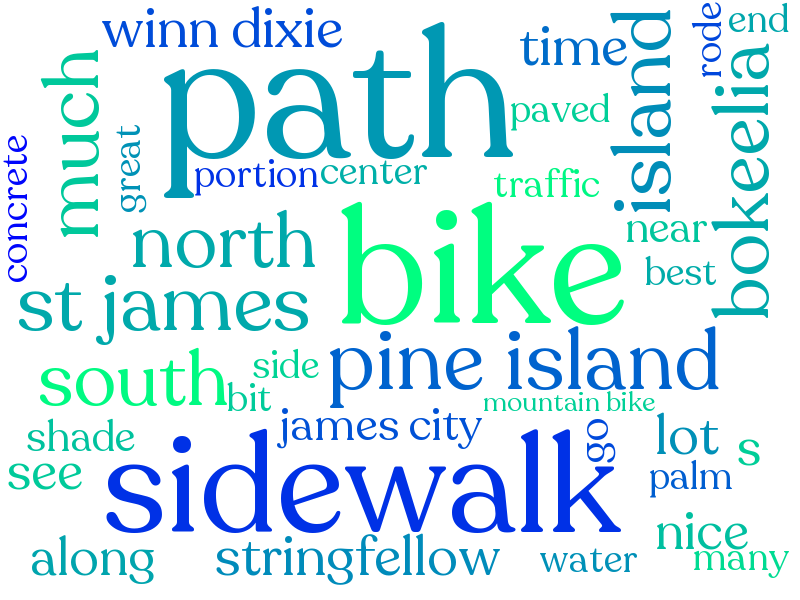 winn dixie
path
time
island
rode
end
much
great
concrete
paved
bokeelia
portion
center
traffic
north
bike
near
best
st james
pine island
south
side
bit
mountain bike
shade
james city
go
lot
s
see
sidewalk
palm
along
stringfellow
water
nice
many